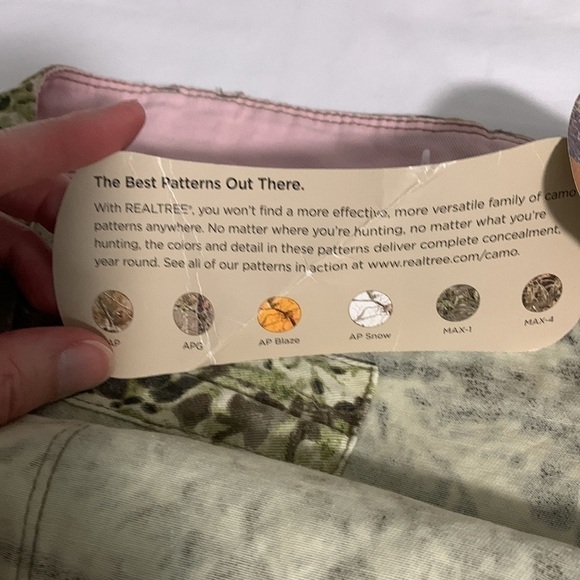 The Best Patterns Out There.
With REALTREE®, you won't find a more effective, more versatile family of camo
patterns anywhere. No matter where you're hunting, no matter what you're
hunting, the colors and detail in these patterns deliver complete concealment,
year round. See all of our patterns in action at www.realtree.com/camo.
AP APG AP Blaze AP Snow MAX-1 MAX-4